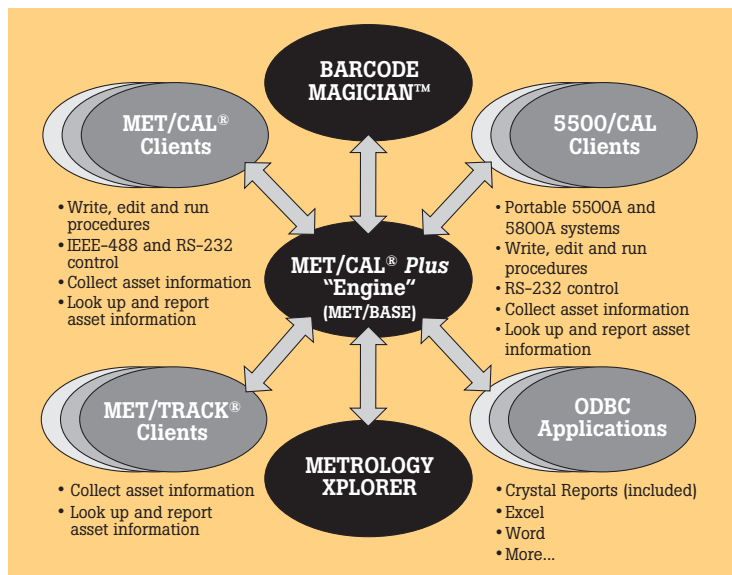 BARCODE
MAGICIAN™
MET/CAL®
Clients
5500/CAL
Clients
• Write, edit and run
procedures
• IEEE-488 and RS-232
control
• Collect asset information
• Look up and report
asset information
MET/CAL® Plus
“Engine”
(MET/BASE)
• Portable 5500A and
5800A systems
• Write, edit and run
procedures
• RS-232 control
• Collect asset information
• Look up and report asset
information
MET/TRACK®
Clients
• Collect asset information
• Look up and report
asset information
METROLOGY
XPLORER
ODBC
Applications
• Crystal Reports (included)
• Excel
• Word
• More...